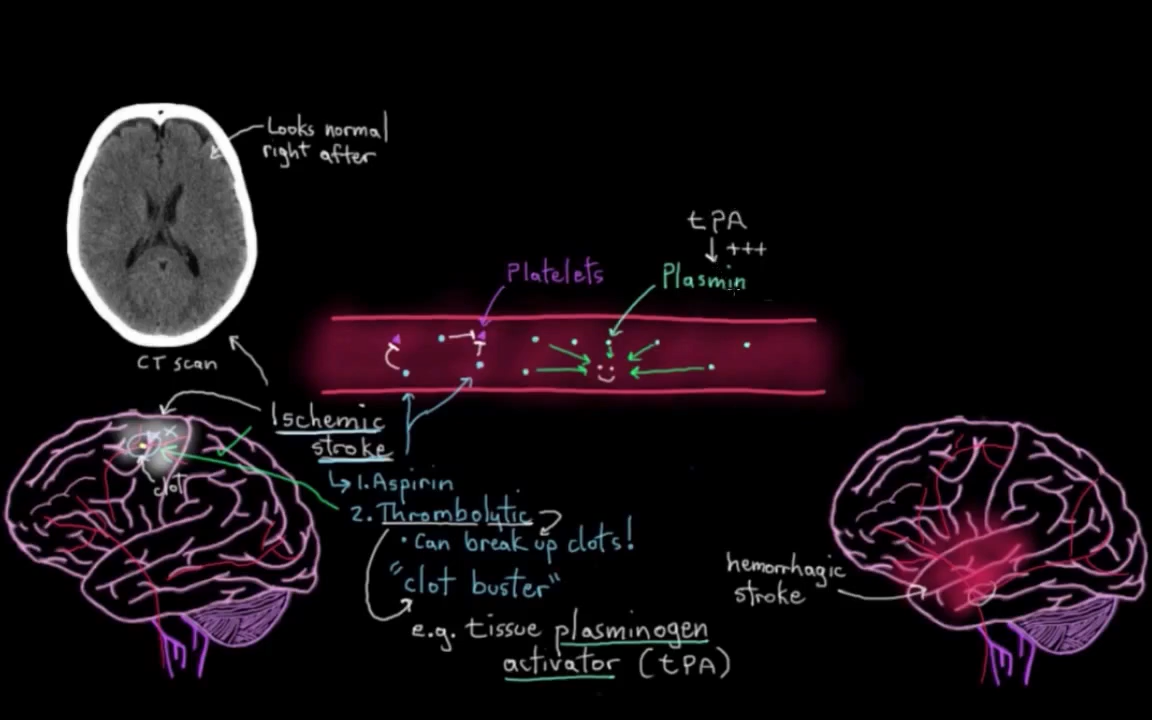 Looks normal
right after
CT scan
tPA
↓ +++
Platelets
Plasmin
Ischemic
stroke
↳ 1. Aspirin
2. Thrombolytic
· Can break up clots!
"clot buster"
e.g. tissue plasminogen
activator (tPA)
clot
hemorrhagic
stroke